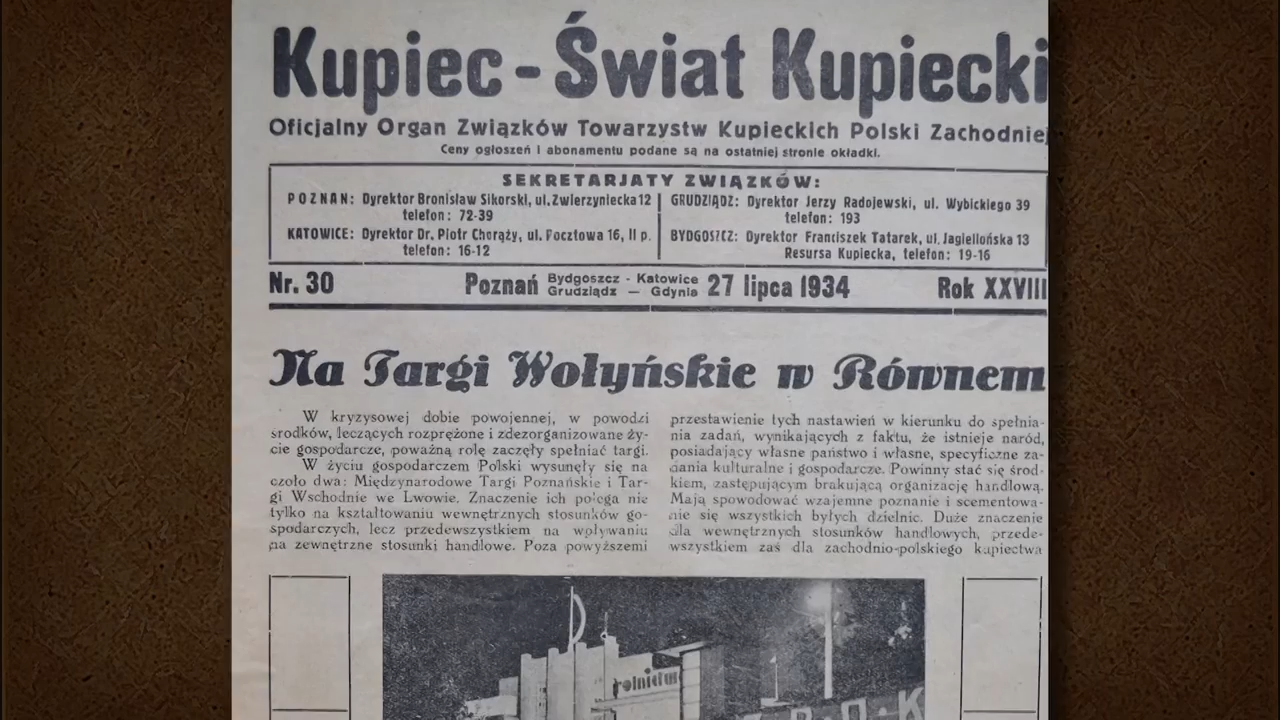 Kupiec - Świat Kupiecki
Oficjalny Organ Związków Towarzystw Kupieckich Polski Zachodniej
Ceny ogłoszeń i abonamentu podane są na ostatniej stronie okładki.
SEKRETARJATY ZWIĄZKÓW:
POZNAŃ: Dyrektor Bronisław Sikorski, ul. Zwierzyniecka 12
telefon: 72-39
KATOWICE: Dyrektor Dr. Piotr Chorąży, ul. Pocztowa 16, II p.
telefon: 16-12
GRUDZIĄDZ: Dyrektor Jerzy Radojewski, ul. Wybickiego 39
telefon: 193
BYDGOSZCZ: Dyrektor Franciszek Tatarek, ul. Jagiellońska 13
Resursa Kupiecka, telefon: 19-16
Nr. 30 Poznań Bydgoszcz - Katowice Grudziądz — Gdynia 27 lipca 1934 Rok XXVIII
Na Targi Wołyńskie w Równem
W kryzysowej dobie powojennej, w powodzi
środków, leczących rozprężone i zdezorganizowane ży-
cie gospodarcze, poważną rolę zaczęły spełniać targi.
W życiu gospodarczem Polski wysunęły się na
czoło dwa: Międzynarodowe Targi Poznańskie i Tar-
gi Wschodnie we Lwowie. Znaczenie ich polega nie
tylko na kształtowaniu wewnętrznych stosunków go-
spodarczych, lecz przedewszystkiem na wpływaniu
na zewnętrzne stosunki handlowe. Poza powyższemi
przestawienie tych nastawień w kierunku do spełnia-
nia zadań, wynikających z faktu, że istnieje naród,
posiadający własne państwo i własne, specyficzne za-
dania kulturalne i gospodarcze. Powinny stać się środ-
kiem, zastępującym brakującą organizację handlową.
Mają spowodować wzajemne poznanie i scementowa-
nie się wszystkich byłych dzielnic. Duże znaczenie
dla wewnętrznych stosunków handlowych, przede-
wszystkiem zaś dla zachodnio-polskiego kupiectwa